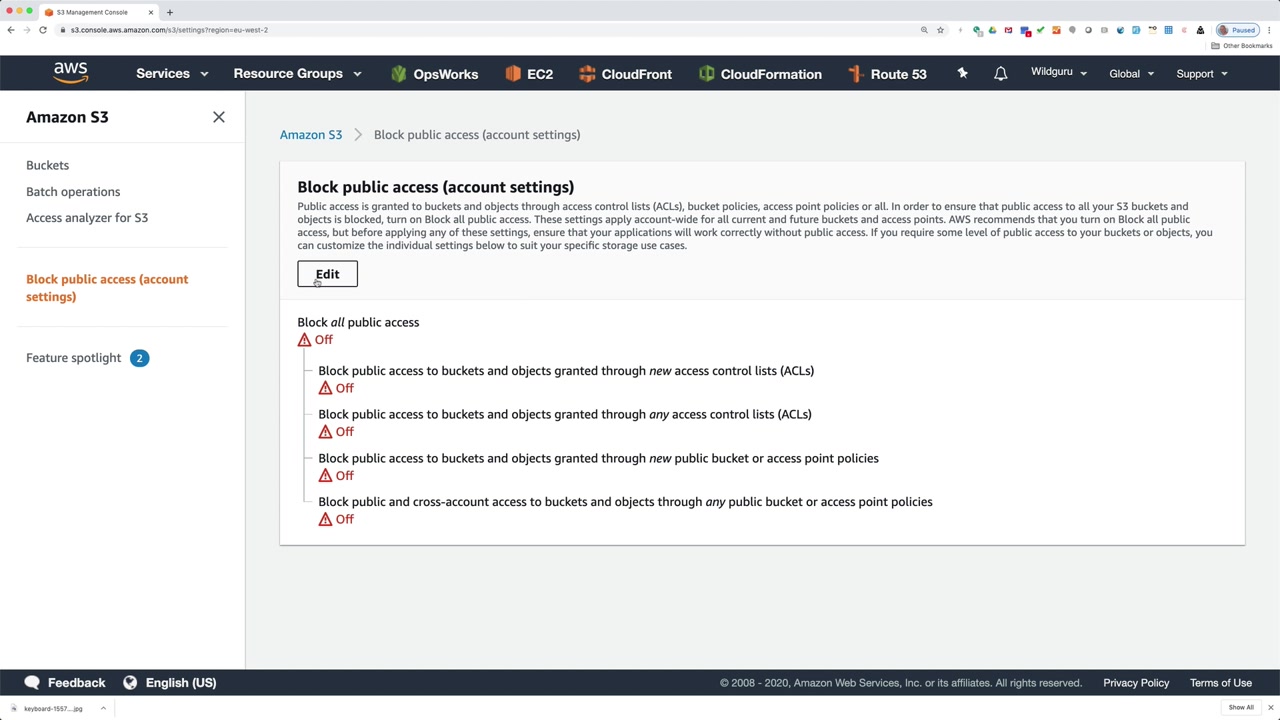 S3 Management Console
s3.console.aws.amazon.com/s3/settings?region=eu-west-2
Paused
Other Bookmarks
aws
Services
Resource Groups
OpsWorks
EC2
CloudFront
CloudFormation
Route 53
Wildguru
Global
Support
Amazon S3
Buckets
Batch operations
Access analyzer for S3
Block public access (account
settings)
Feature spotlight 2
Amazon S3 > Block public access (account settings)
Block public access (account settings)
Public access is granted to buckets and objects through access control lists (ACLs), bucket policies, access point policies or all. In order to ensure that public access to all your S3 buckets and
objects is blocked, turn on Block all public access. These settings apply account-wide for all current and future buckets and access points. AWS recommends that you turn on Block all public
access, but before applying any of these settings, ensure that your applications will work correctly without public access. If you require some level of public access to your buckets or objects, you
can customize the individual settings below to suit your specific storage use cases.
Edit
Block all public access
Off
Block public access to buckets and objects granted through new access control lists (ACLs)
Off
Block public access to buckets and objects granted through any access control lists (ACLs)
Off
Block public access to buckets and objects granted through new public bucket or access point policies
Off
Block public and cross-account access to buckets and objects through any public bucket or access point policies
Off
Feedback
English (US)
© 2008 - 2020, Amazon Web Services, Inc. or its affiliates. All rights reserved.
Privacy Policy
Terms of Use
keyboard-1557....jpg
Show All